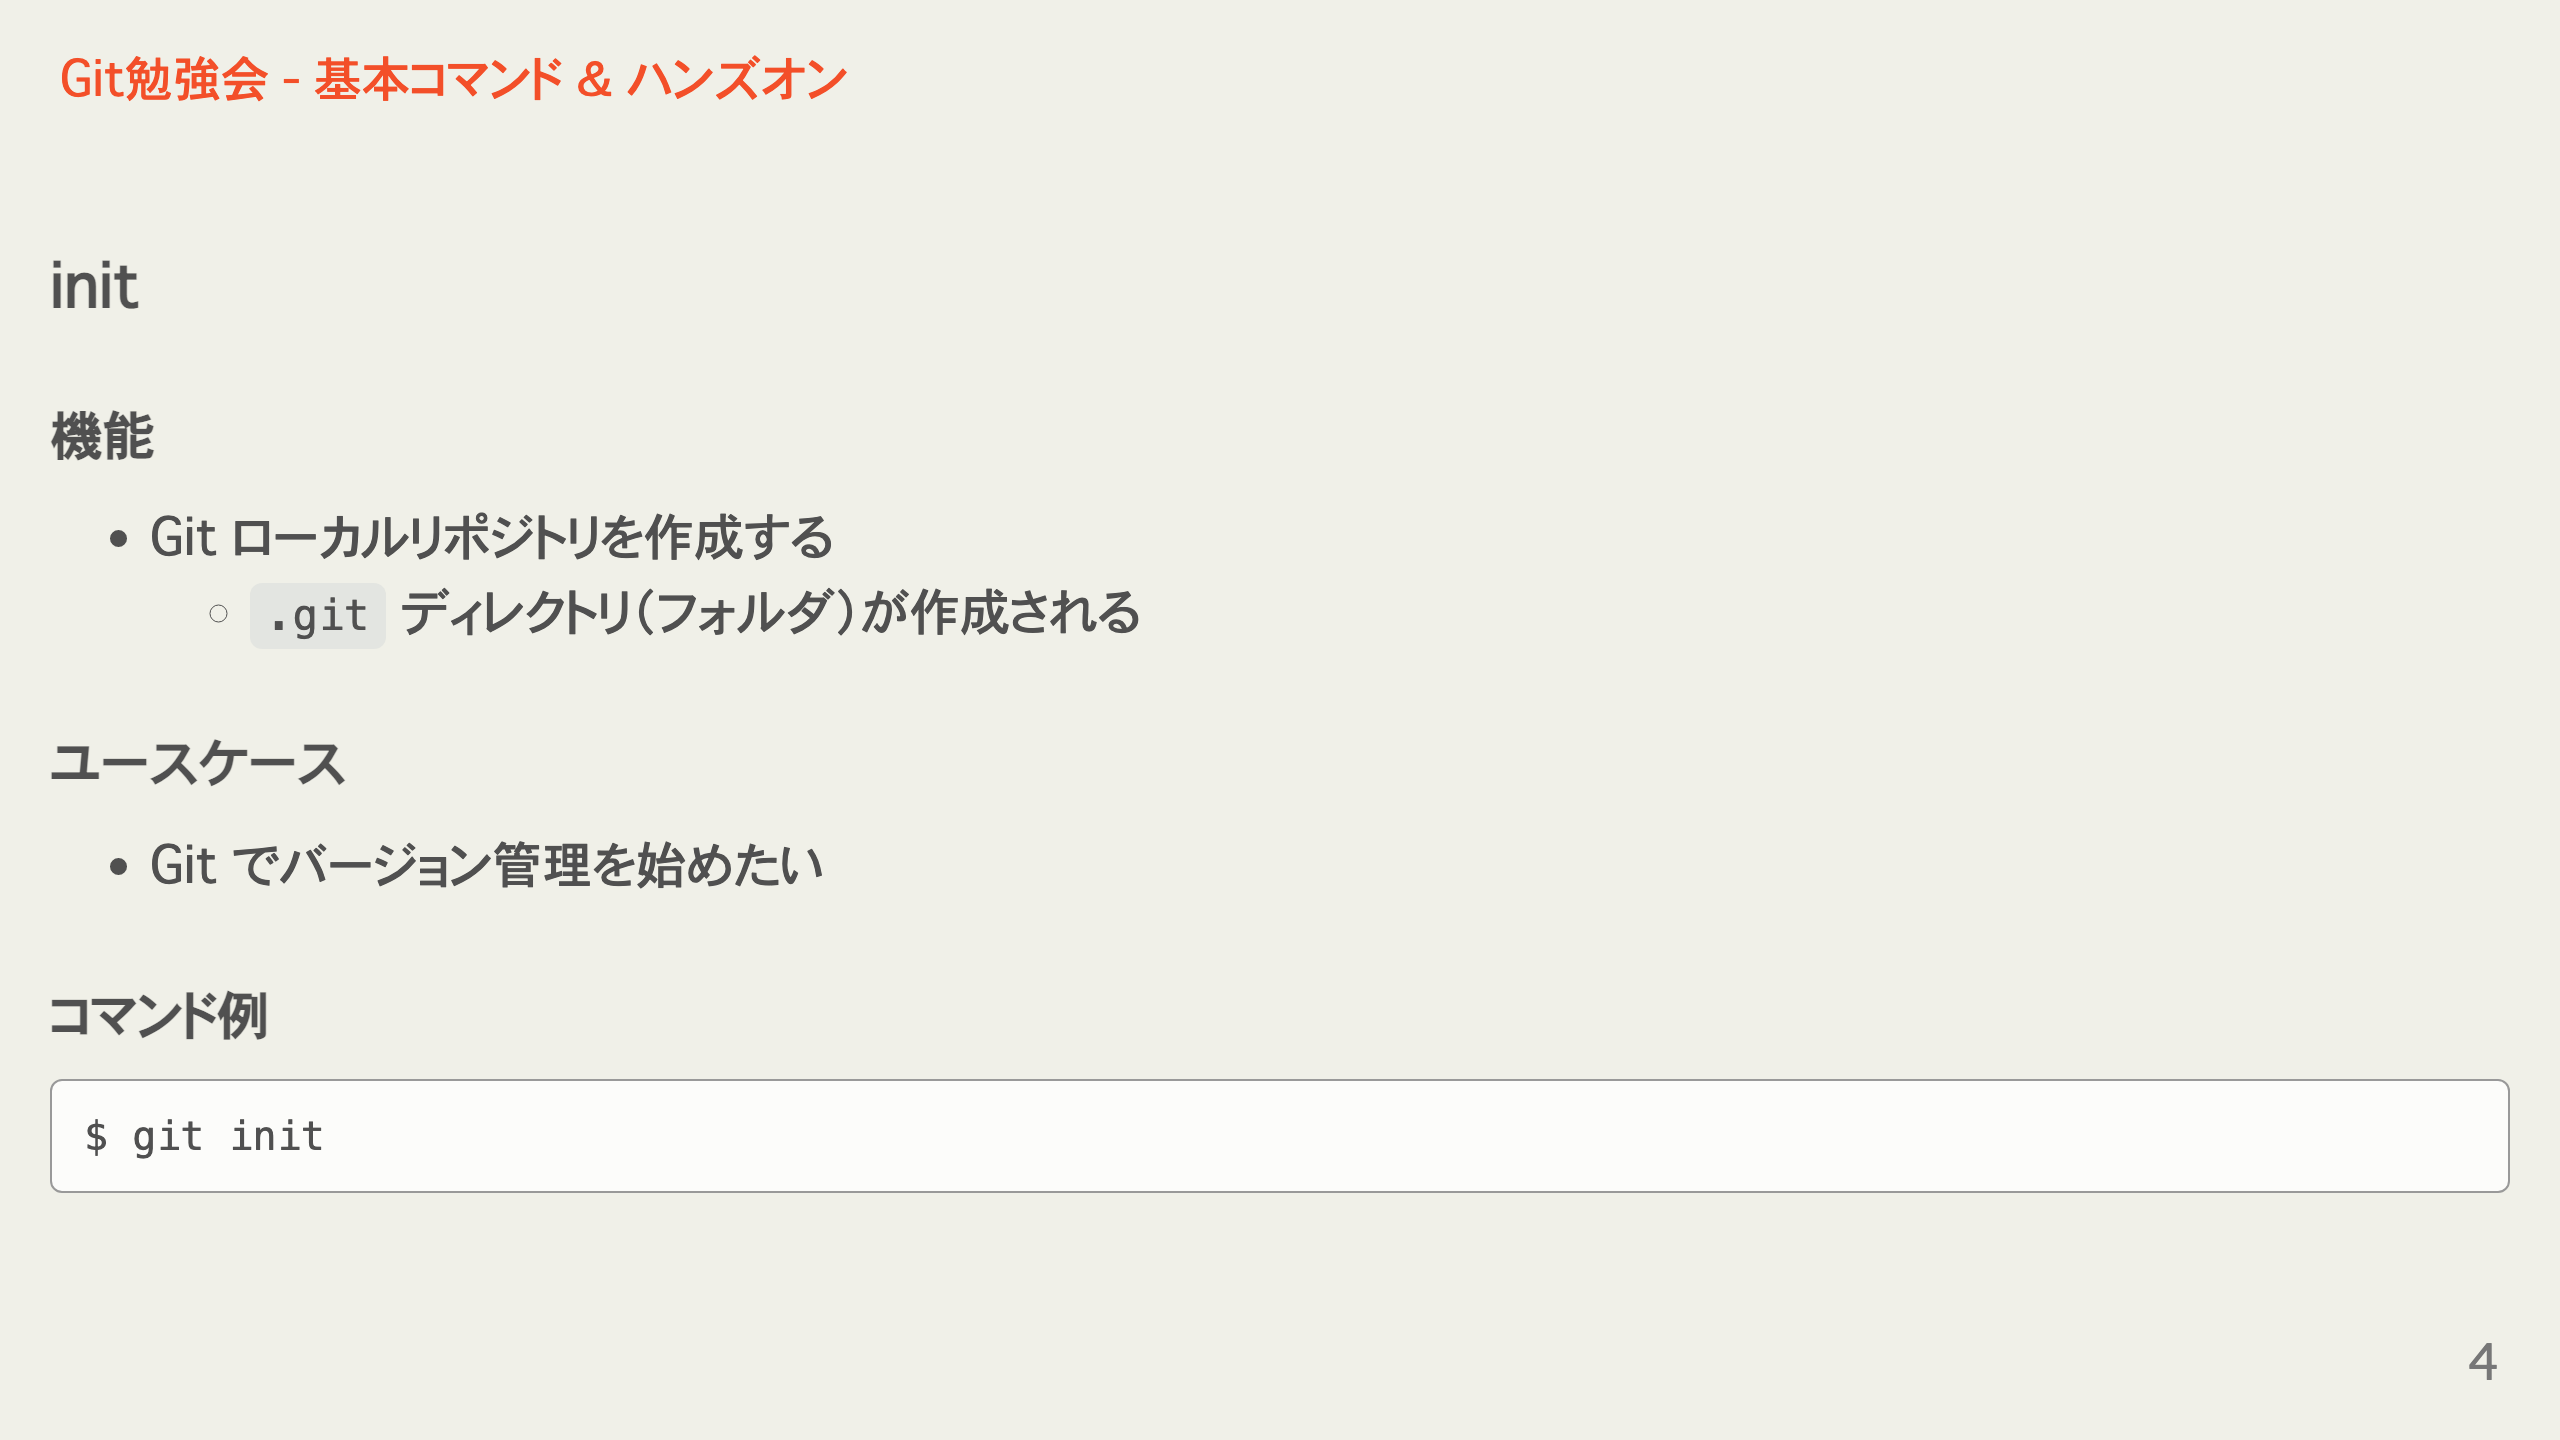 Git勉強会 - 基本コマンド & ハンズオン
init
機能
• Git ローカルリポジトリを作成する
○ .git ディレクトリ（フォルダ）が作成される
ユースケース
• Git でバージョン管理を始めたい
コマンド例
$ git init
4